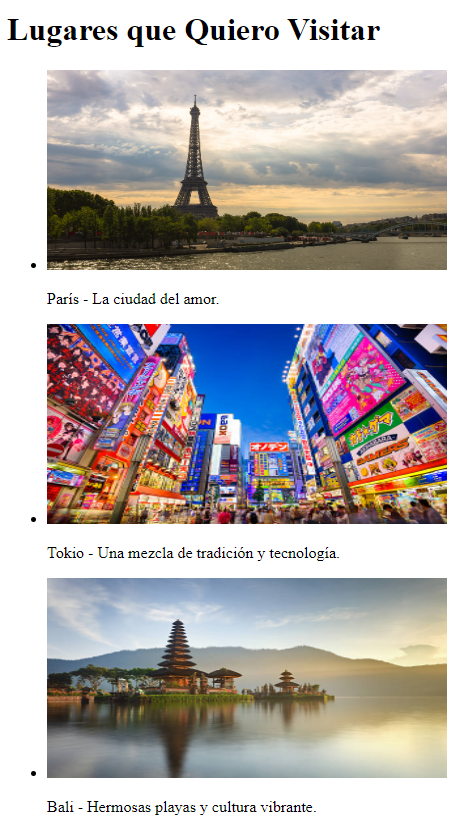 Lugares que Quiero Visitar
París - La ciudad del amor.
Tokio - Una mezcla de tradición y tecnología.
Bali - Hermosas playas y cultura vibrante.